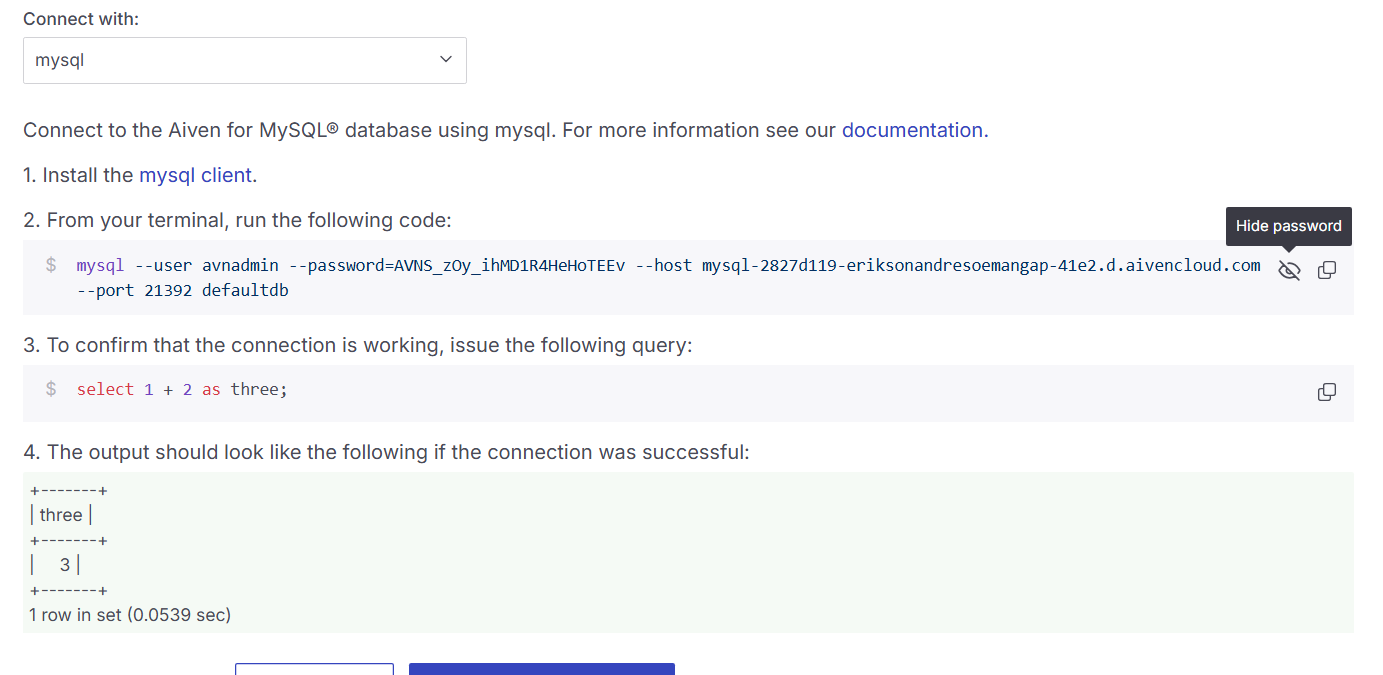 Connect with:
mysql
Connect to the Aiven for MySQL® database using mysql. For more information see our documentation.
1. Install the mysql client.
2. From your terminal, run the following code:
Hide password
$ mysql --user avnadmin --password=AVNS_zOy_ihMD1R4HeHoTEEv --host mysql-2827d119-eriksonandresoemangap-41e2.d.aivencloud.com
--port 21392 defaultdb
3. To confirm that the connection is working, issue the following query:
$ select 1 + 2 as three;
4. The output should look like the following if the connection was successful:
+-------+
| three |
+-------+
|     3 |
+-------+
1 row in set (0.0539 sec)